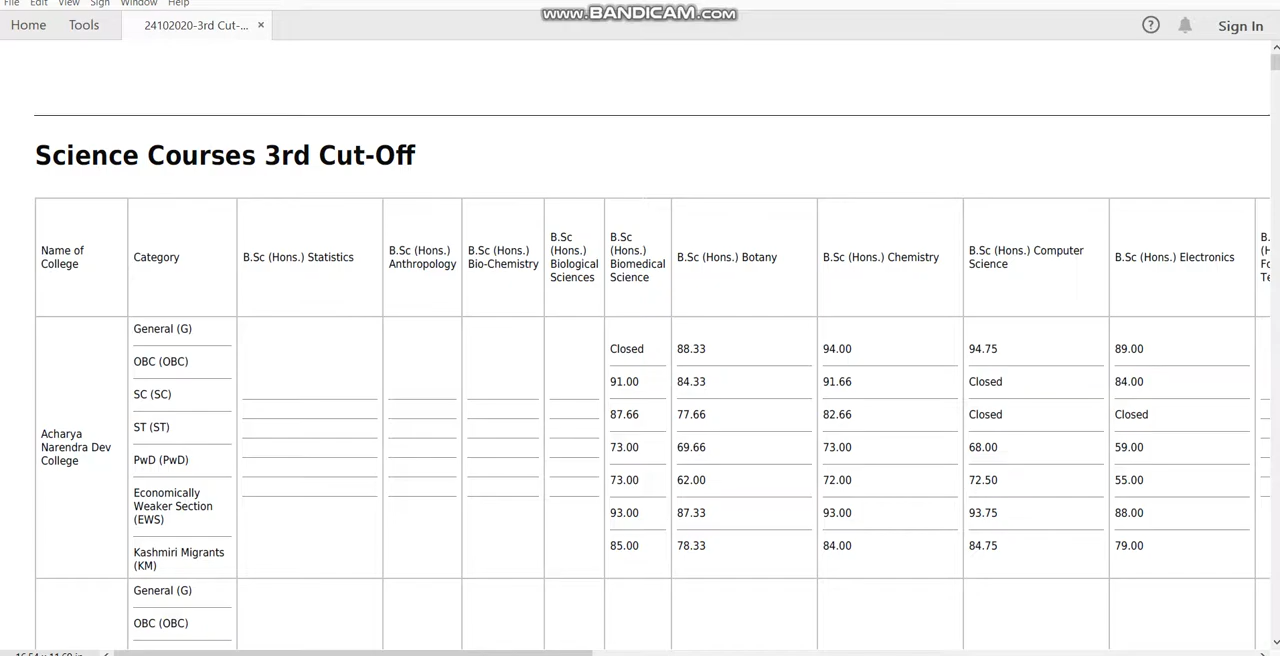 File Edit View Sign Window Help
www.BANDICAM.com
Home Tools 24102020-3rd Cut-... × Sign In
Science Courses 3rd Cut-Off
Name of College Category B.Sc (Hons.) Statistics B.Sc (Hons.) Anthropology B.Sc (Hons.) Bio-Chemistry B.Sc (Hons.) Biological Sciences B.Sc (Hons.) Biomedical Science B.Sc (Hons.) Botany B.Sc (Hons.) Chemistry B.Sc (Hons.) Computer Science B.Sc (Hons.) Electronics
Acharya Narendra Dev College
General (G) Closed 88.33 94.00 94.75 89.00
OBC (OBC) 91.00 84.33 91.66 Closed 84.00
SC (SC) 87.66 77.66 82.66 Closed Closed
ST (ST) 73.00 69.66 73.00 68.00 59.00
PwD (PwD) 73.00 62.00 72.00 72.50 55.00
Economically Weaker Section (EWS) 93.00 87.33 93.00 93.75 88.00
Kashmiri Migrants (KM) 85.00 78.33 84.00 84.75 79.00
General (G)
OBC (OBC)